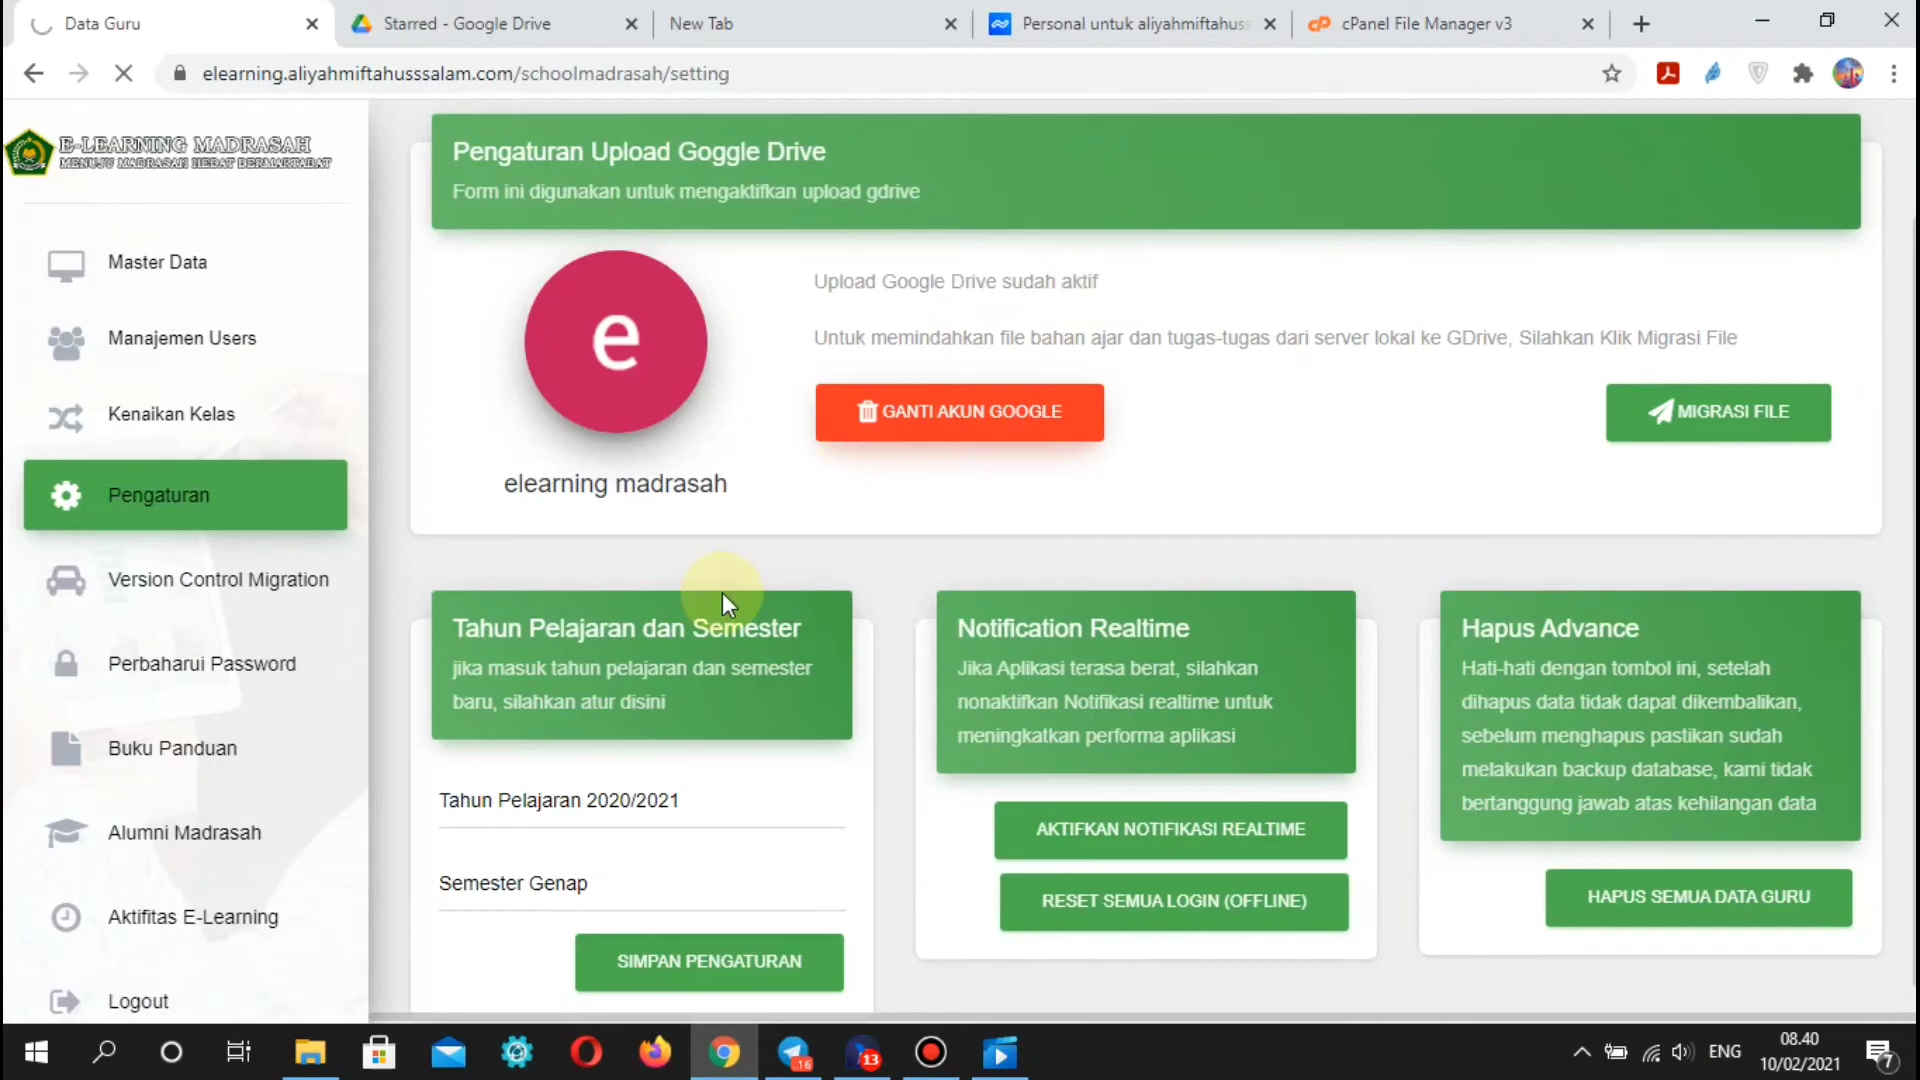 Data Guru
Starred - Google Drive
New Tab
Personal untuk aliyahmiftahuss
cPanel File Manager v3
elearning.aliyahmiftahusssalam.com/schoolmadrasah/setting
E-LEARNING MADRASAH
MENUJU MADRASAH HEBAT BERMARTABAT
Master Data
Manajemen Users
Kenaikan Kelas
Pengaturan
Version Control Migration
Perbaharui Password
Buku Panduan
Alumni Madrasah
Aktifitas E-Learning
Logout
Pengaturan Upload Goggle Drive
Form ini digunakan untuk mengaktifkan upload gdrive
e
elearning madrasah
Upload Google Drive sudah aktif
Untuk memindahkan file bahan ajar dan tugas-tugas dari server lokal ke GDrive, Silahkan Klik Migrasi File
GANTI AKUN GOOGLE
MIGRASI FILE
Tahun Pelajaran dan Semester
jika masuk tahun pelajaran dan semester
baru, silahkan atur disini
Tahun Pelajaran 2020/2021
Semester Genap
SIMPAN PENGATURAN
Notification Realtime
Jika Aplikasi terasa berat, silahkan
nonaktifkan Notifikasi realtime untuk
meningkatkan performa aplikasi
AKTIFKAN NOTIFIKASI REALTIME
RESET SEMUA LOGIN (OFFLINE)
Hapus Advance
Hati-hati dengan tombol ini, setelah
dihapus data tidak dapat dikembalikan,
sebelum menghapus pastikan sudah
melakukan backup database, kami tidak
bertanggung jawab atas kehilangan data
HAPUS SEMUA DATA GURU
16
13
ENG
08.40
10/02/2021
7